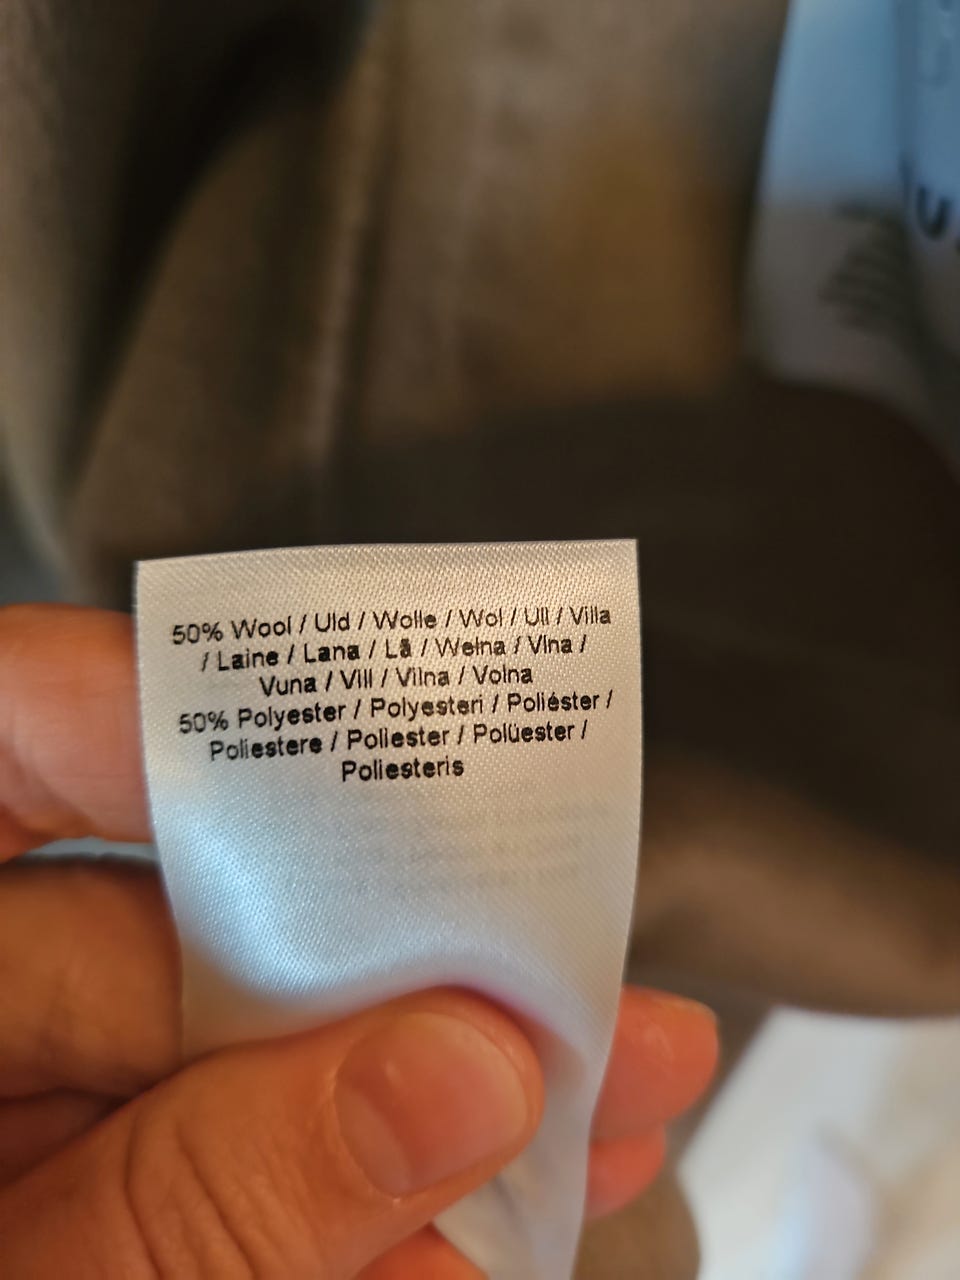 50% Wool / Uld / Wolle / Wol / Ull / Villa
/ Laine / Lana / Lã / Wełna / Vlna /
Vuna / Vill / Vilna / Volna
50% Polyester / Polyesteri / Poliéster /
Poliestere / Poliester / Polüester /
Poliesteris